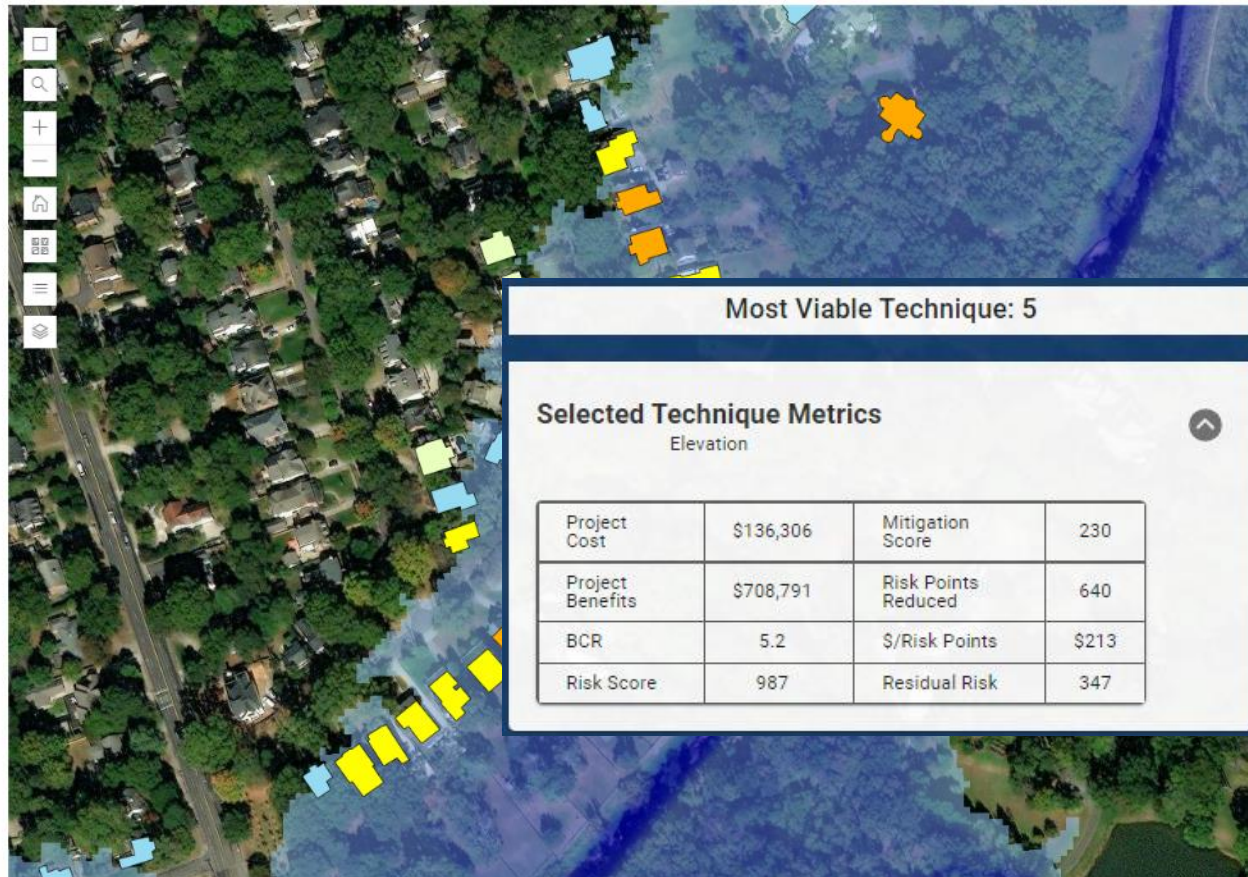 Most Viable Technique: 5
Selected Technique Metrics
Elevation
Project
Cost
$136,306
Mitigation
Score
230
Project
Benefits
$708,791
Risk Points
Reduced
640
BCR
5.2
$/Risk Points
$213
Risk Score
987
Residual Risk
347